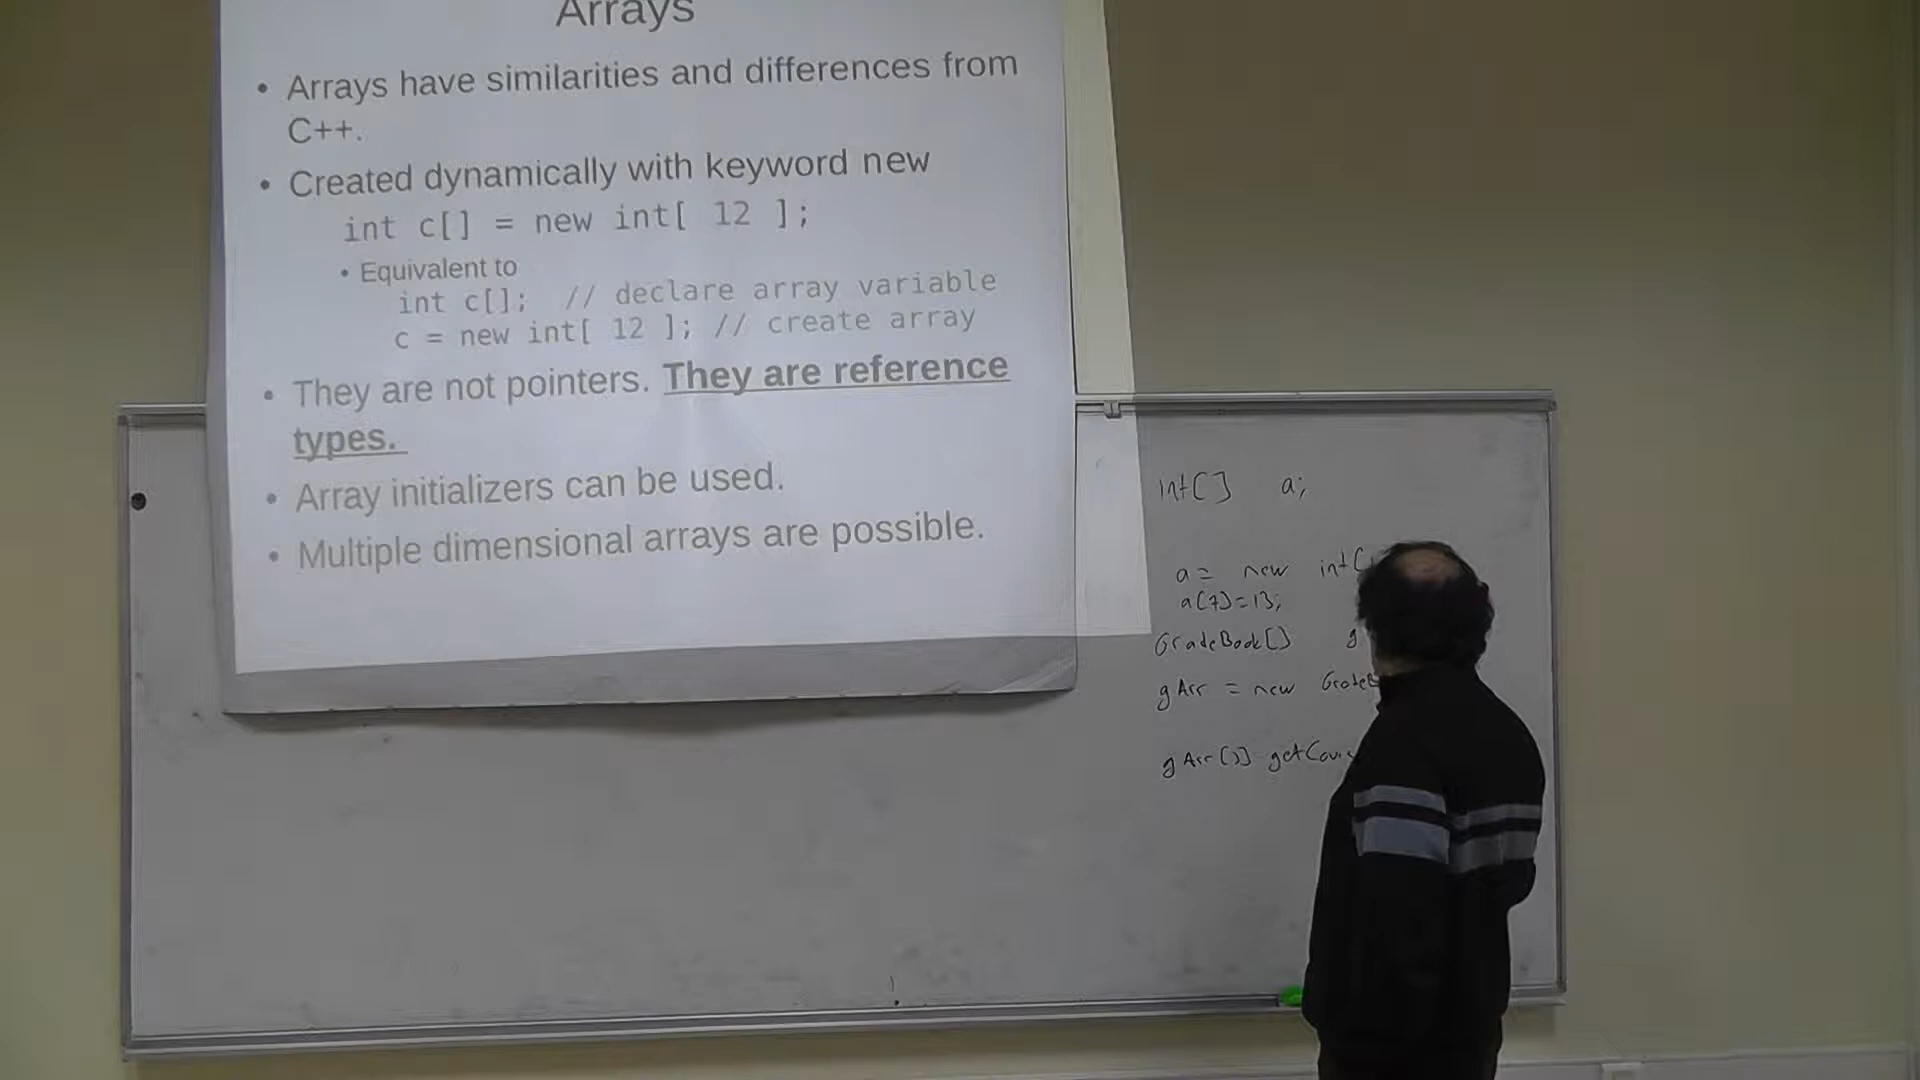 Arrays
• Arrays have similarities and differences from
C++.
• Created dynamically with keyword new
int c[] = new int[ 12 ];
• Equivalent to
int c[]; // declare array variable
c = new int[ 12 ]; // create array
• They are not pointers. They are reference
types.
• Array initializers can be used.
• Multiple dimensional arrays are possible.
int[] a;
a = new
a[7]=13;
GradeBook[] g
gArr = new